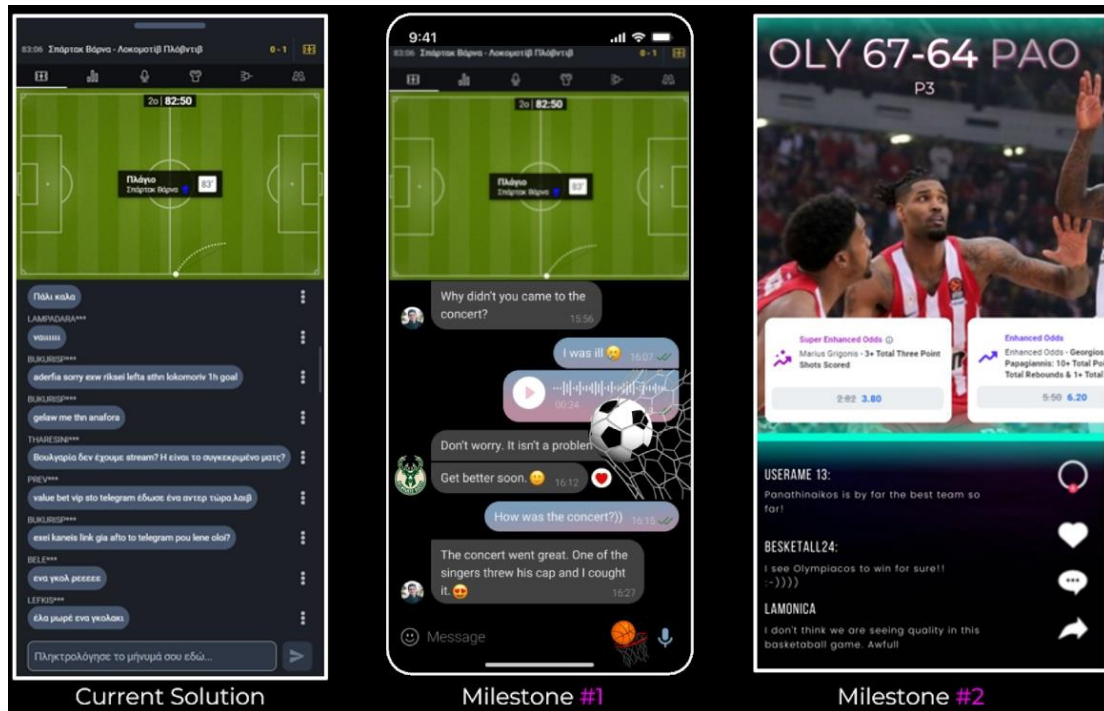 83:06 Σπάρτακ Βάρνα - Λοκομοτίβ Πλόβντιβ 0 - 1
2ο | 82:50
Πλάγιο
Σπάρτακ Βάρνα
83'
Πάλι καλα
LAMPADARA***
ναιιιιιι
BUKURISP***
aderfia sorry exw riksei lefta sthn lokomoriv 1h goal
BUKURISP***
gelaw me thn anafora
THARESINI***
Βουλγαρία δεν έχουμε stream? Η είναι το συγκεκριμένο ματς?
PREV***
value bet vip sto telegram έδωσε ένα αντερ τώρα λαιβ
BUKURISP***
exei kaneis link gia afto to telegram pou lene oloi?
BELE***
ενα γκολ ρεεεεε
LEFKIS***
έλα μωρέ ενα γκολακι
Πληκτρολόγησε το μήνυμά σου εδώ...
Current Solution
9:41
83:06 Σπάρτακ Βάρνα - Λοκομοτίβ Πλόβντιβ 0 - 1
2ο | 82:50
Πλάγιο
Σπάρτακ Βάρνα
83'
Why didn't you came to the
concert?
15:56
I was ill 😢 16:07
00:24
Don't worry. It isn't a problem
Get better soon. 🙂 16:12
How was the concert?)) 16:15
The concert went great. One of the
singers threw his cap and I cought
it. 😍 16:27
Message
Milestone #1
OLY 67-64 PAO
P3
Super Enhanced Odds
Marius Grigonis - 3+ Total Three Point
Shots Scored
2.82 3.80
Enhanced Odds
Enhanced Odds - Georgios
Papagiannis: 10+ Total Poi
Total Rebounds & 1+ Total
5.50 6.20
USERAME 13:
Panathinaikos is by far the best team so
far!
BESKETALL24:
I see Olympiacos to win for sure!!
:-))))
LAMONICA
I don't think we are seeing quality in this
basketaball game. Awfull
Milestone #2